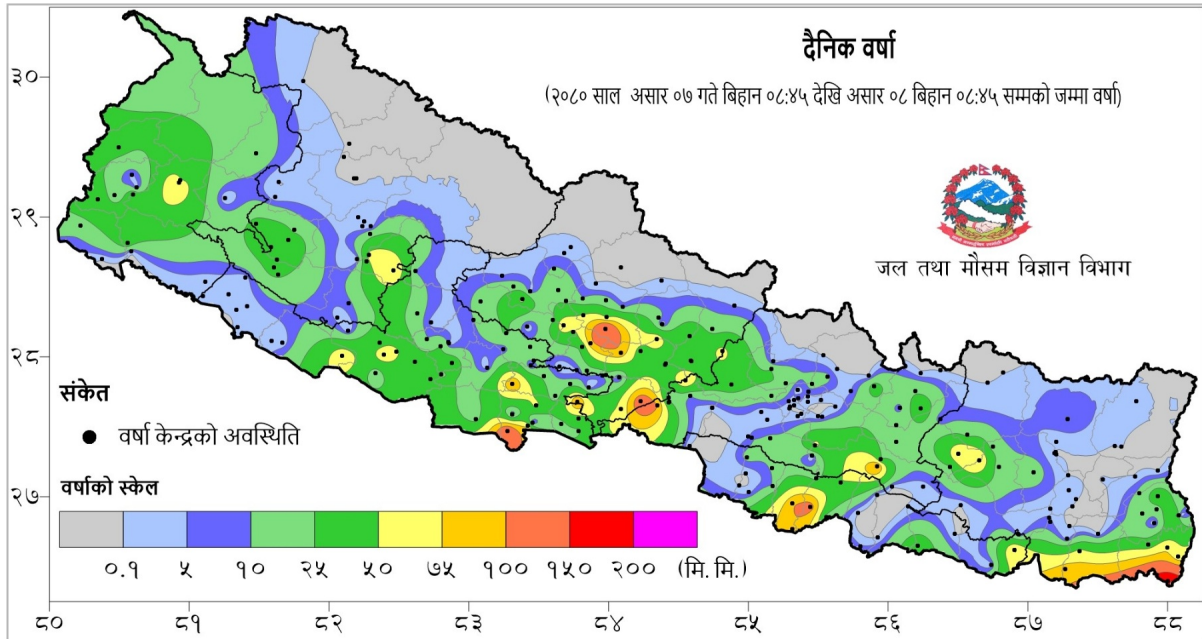 दैनिक वर्षा
(२०८० साल असार ०७ गते बिहान ०८:४५ देखि असार ०८ बिहान ०८:४५ सम्मको जम्मा वर्षा)
जल तथा मौसम विज्ञान विभाग
३०
२९
२८
२७
संकेत
वर्षा केन्द्रको अवस्थिति
वर्षाको स्केल
०.१ ५ १० २५ ५० ७५ १०० १५० २०० (मि.मि.)
८० ८१ ८२ ८३ ८४ ८५ ८६ ८७ ८८